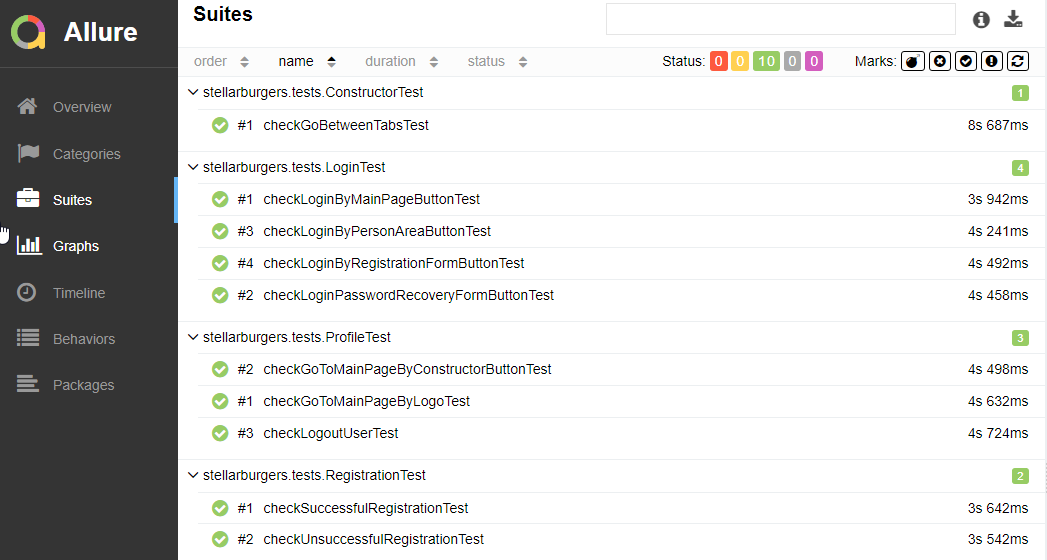 Allure
Overview
Categories
Suites
Graphs
Timeline
Behaviors
Packages
Suites
order name duration status Status: 0 0 10 0 0 Marks:
stellarburgers.tests.ConstructorTest 1
#1 checkGoBetweenTabsTest 8s 687ms
stellarburgers.tests.LoginTest 4
#1 checkLoginByMainPageButtonTest 3s 942ms
#3 checkLoginByPersonAreaButtonTest 4s 241ms
#4 checkLoginByRegistrationFormButtonTest 4s 492ms
#2 checkLoginPasswordRecoveryFormButtonTest 4s 458ms
stellarburgers.tests.ProfileTest 3
#2 checkGoToMainPageByConstructorButtonTest 4s 498ms
#1 checkGoToMainPageByLogoTest 4s 632ms
#3 checkLogoutUserTest 4s 724ms
stellarburgers.tests.RegistrationTest 2
#1 checkSuccessfulRegistrationTest 3s 642ms
#2 checkUnsuccessfulRegistrationTest 3s 542ms